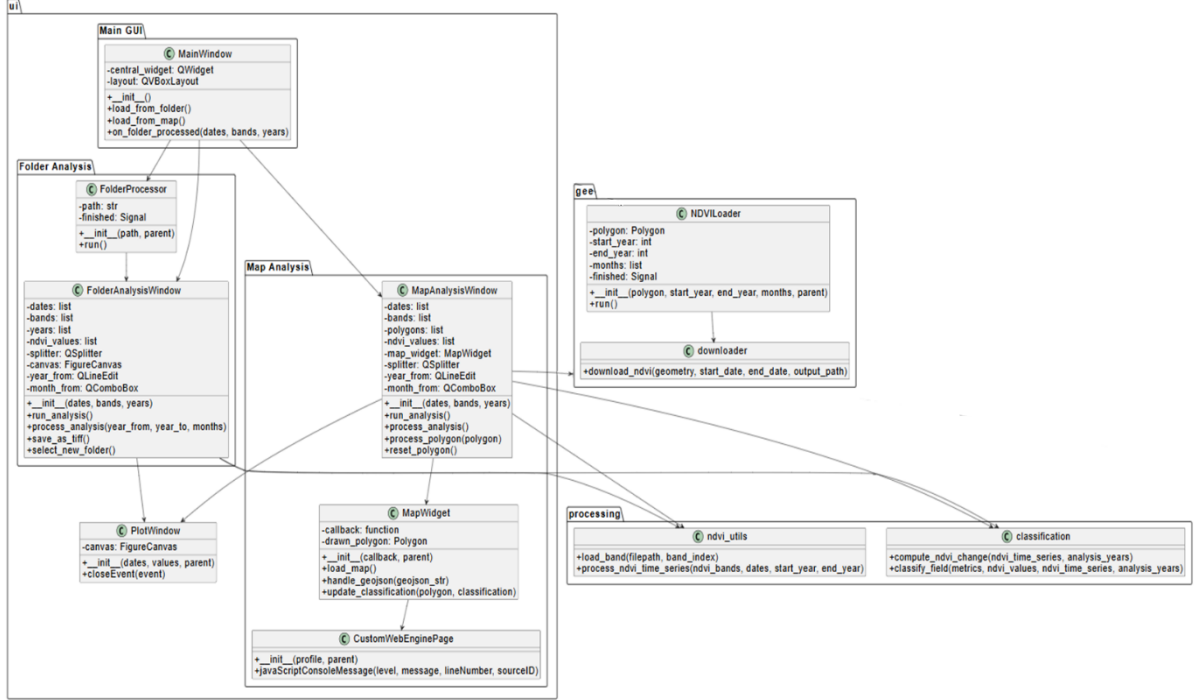 ui
Main GUI
C MainWindow
-central_widget: QWidget
-layout: QVBoxLayout
+__init__()
+load_from_folder()
+load_from_map()
+on_folder_processed(dates, bands, years)
Folder Analysis
C FolderProcessor
-path: str
-finished: Signal
+__init__(path, parent)
+run()
C FolderAnalysisWindow
-dates: list
-bands: list
-years: list
-ndvi_values: list
-splitter: QSplitter
-canvas: FigureCanvas
-year_from: QLineEdit
-month_from: QComboBox
+__init__(dates, bands, years)
+run_analysis()
+process_analysis(year_from, year_to, months)
+save_as_tiff()
+select_new_folder()
C PlotWindow
-canvas: FigureCanvas
+__init__(dates, values, parent)
+closeEvent(event)
Map Analysis
C MapAnalysisWindow
-dates: list
-bands: list
-polygons: list
-ndvi_values: list
-map_widget: MapWidget
-splitter: QSplitter
-year_from: QLineEdit
-month_from: QComboBox
+__init__(dates, bands, years)
+run_analysis()
+process_analysis()
+process_polygon(polygon)
+reset_polygon()
C MapWidget
-callback: function
-drawn_polygon: Polygon
+__init__(callback, parent)
+load_map()
+handle_geojson(geojson_str)
+update_classification(polygon, classification)
C CustomWebEnginePage
+__init__(profile, parent)
+javaScriptConsoleMessage(level, message, lineNumber, sourceID)
gee
C NDVILoader
-polygon: Polygon
-start_year: int
-end_year: int
-months: list
-finished: Signal
+__init__(polygon, start_year, end_year, months, parent)
+run()
C downloader
+download_ndvi(geometry, start_date, end_date, output_path)
processing
C ndvi_utils
+load_band(filepath, band_index)
+process_ndvi_time_series(ndvi_bands, dates, start_year, end_year)
C classification
+compute_ndvi_change(ndvi_time_series, analysis_years)
+classify_field(metrics, ndvi_values, ndvi_time_series, analysis_years)